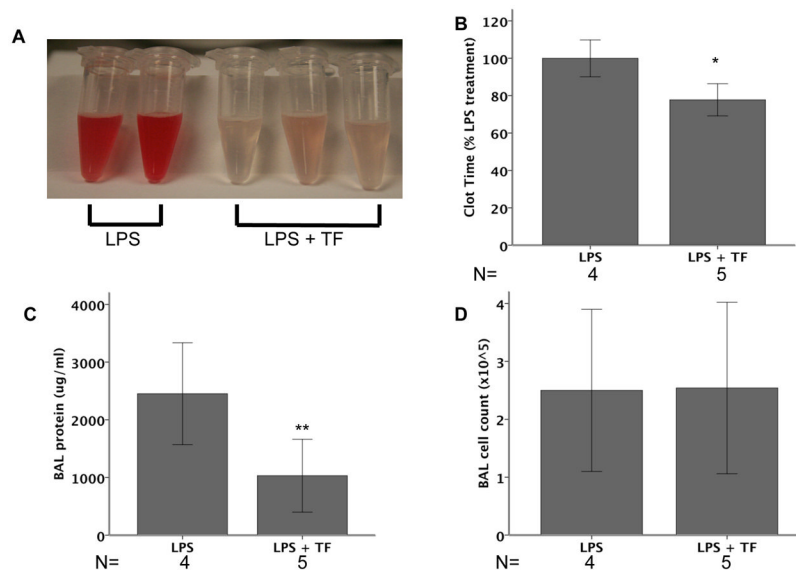 A
LPS
LPS + TF
B
Clot Time (% LPS treatment)
120
100
80
60
40
20
0
*
LPS
LPS + TF
N=
4
5
C
BAL protein (ug/ml)
4000
3000
2000
1000
0
**
LPS
LPS + TF
N=
4
5
D
BAL cell count (x10^5)
4
3
2
1
0
LPS
LPS + TF
N=
4
5